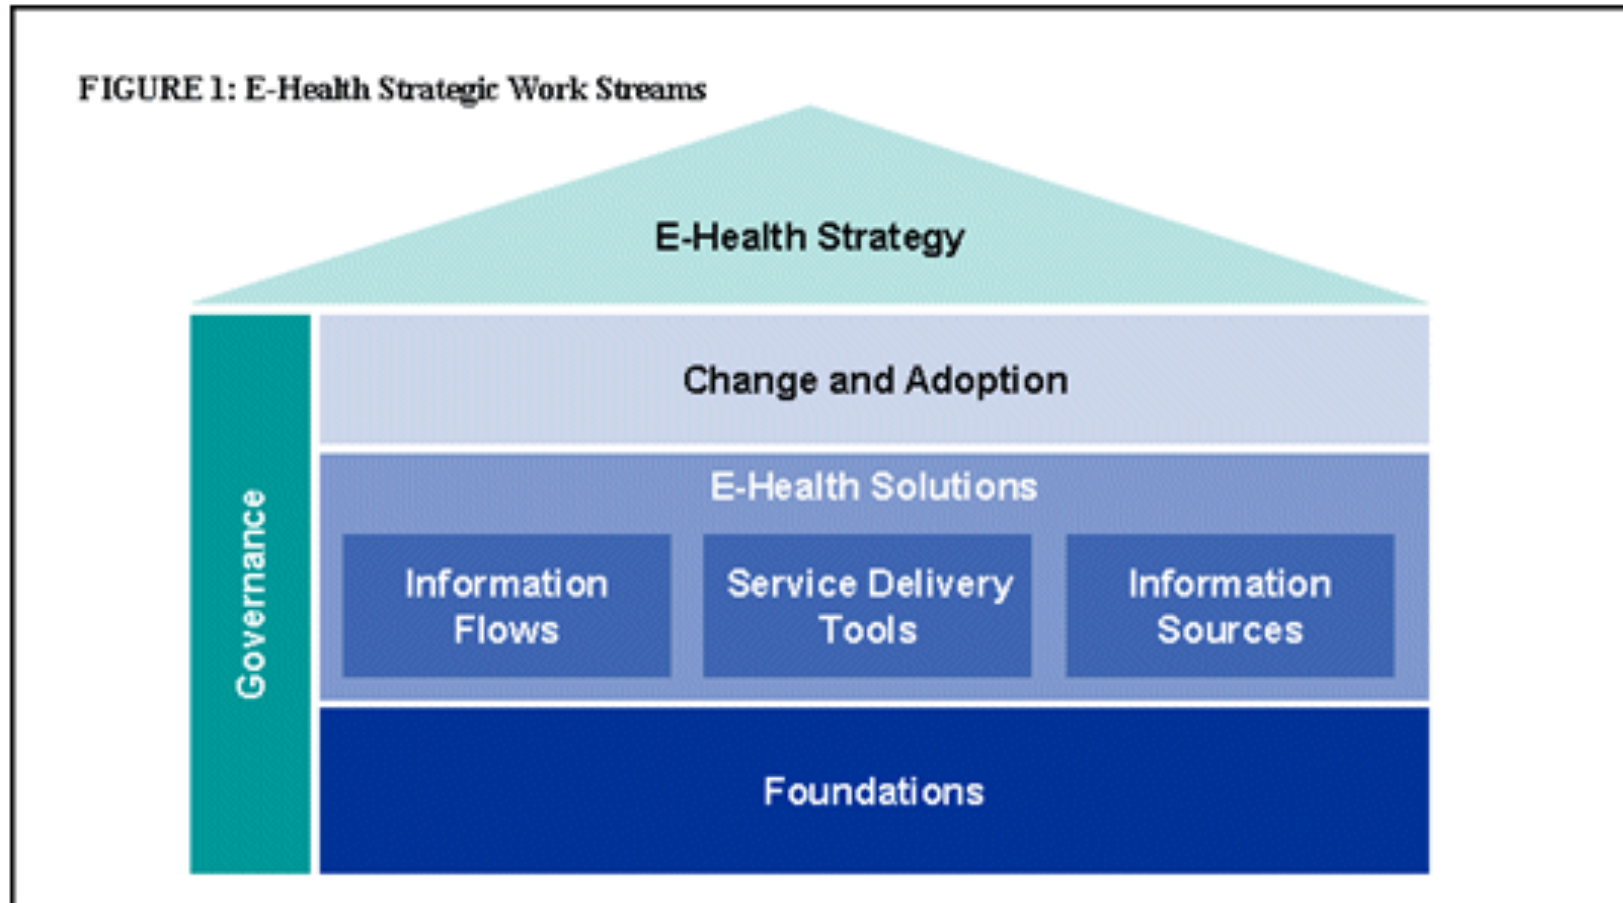 FIGURE 1: E-Health Strategic Work Streams
E-Health Strategy
Governance
Change and Adoption
E-Health Solutions
Information
Flows
Service Delivery
Tools
Information
Sources
Foundations